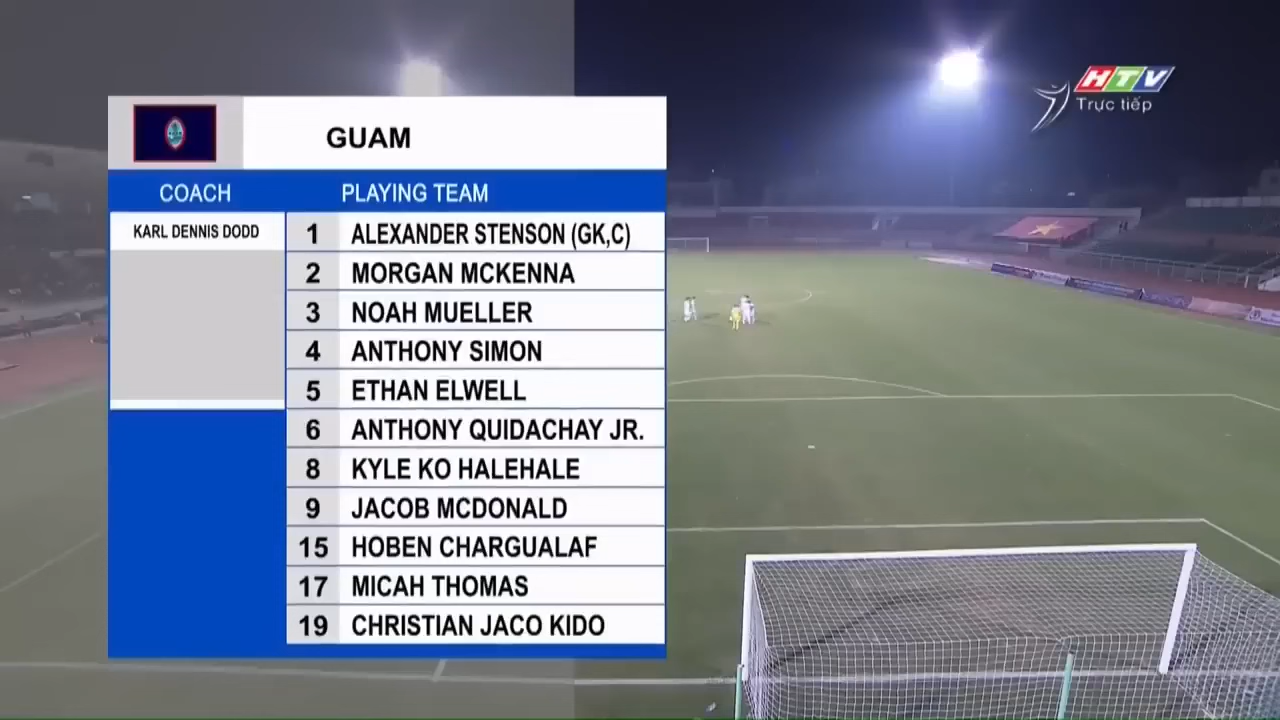 HTV
Trực tiếp
GUAM
COACH
PLAYING TEAM
KARL DENNIS DODD
1 ALEXANDER STENSON (GK,C)
2 MORGAN MCKENNA
3 NOAH MUELLER
4 ANTHONY SIMON
5 ETHAN ELWELL
6 ANTHONY QUIDACHAY JR.
8 KYLE KO HALEHALE
9 JACOB MCDONALD
15 HOBEN CHARGUALAF
17 MICAH THOMAS
19 CHRISTIAN JACO KIDO